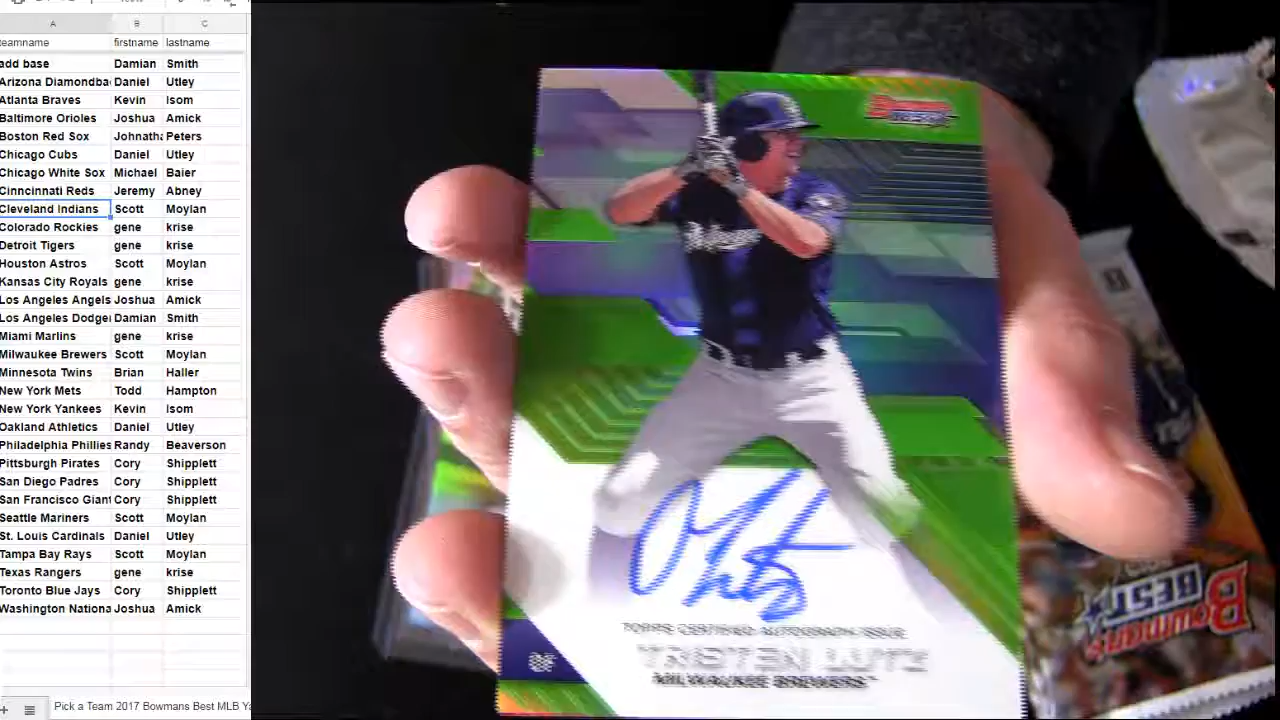 A B C
teamname firstname lastname
add base Damian Smith
Arizona Diamondba Daniel Utley
Atlanta Braves Kevin Isom
Baltimore Orioles Joshua Amick
Boston Red Sox Johnatha Peters
Chicago Cubs Daniel Utley
Chicago White Sox Michael Baier
Cinncincnati Reds Jeremy Abney
Cleveland Indians Scott Moylan
Colorado Rockies gene krise
Detroit Tigers gene krise
Houston Astros Scott Moylan
Kansas City Royals gene krise
Los Angeles Angels Joshua Amick
Los Angeles Dodge Damian Smith
Miami Marlins gene krise
Milwaukee Brewers Scott Moylan
Minnesota Twins Brian Haller
New York Mets Todd Hampton
New York Yankees Kevin Isom
Oakland Athletics Daniel Utley
Philadelphia Phillies Randy Beaverson
Pittsburgh Pirates Cory Shipplett
San Diego Padres Cory Shipplett
San Francisco Giant Cory Shipplett
Seattle Mariners Scott Moylan
St. Louis Cardinals Daniel Utley
Tampa Bay Rays Scott Moylan
Texas Rangers gene krise
Toronto Blue Jays Cory Shipplett
Washington Nationa Joshua Amick
Pick a Team 2017 Bowmans Best MLB Ya
Bowman's BEST
TOPPS CERTIFIED AUTOGRAPH ISSUE
OF TRISTEN LUTZ
MILWAUKEE BREWERS™
Bowman's BEST